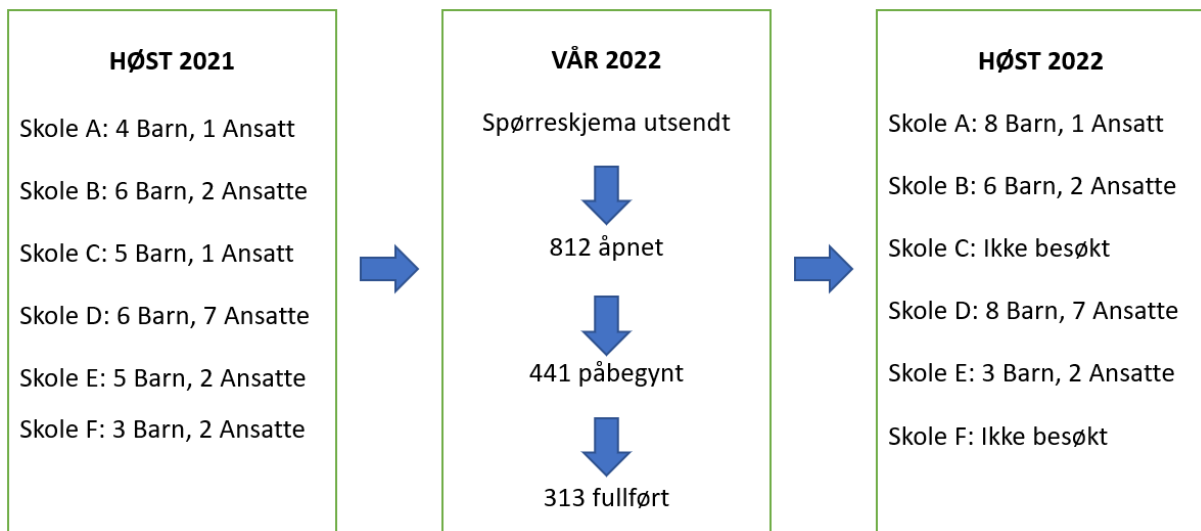 HØST 2021
Skole A: 4 Barn, 1 Ansatt
Skole B: 6 Barn, 2 Ansatte
Skole C: 5 Barn, 1 Ansatt
Skole D: 6 Barn, 7 Ansatte
Skole E: 5 Barn, 2 Ansatte
Skole F: 3 Barn, 2 Ansatte
VÅR 2022
Spørreskjema utsendt
812 åpnet
441 påbegynt
313 fullført
HØST 2022
Skole A: 8 Barn, 1 Ansatt
Skole B: 6 Barn, 2 Ansatte
Skole C: Ikke besøkt
Skole D: 8 Barn, 7 Ansatte
Skole E: 3 Barn, 2 Ansatte
Skole F: Ikke besøkt